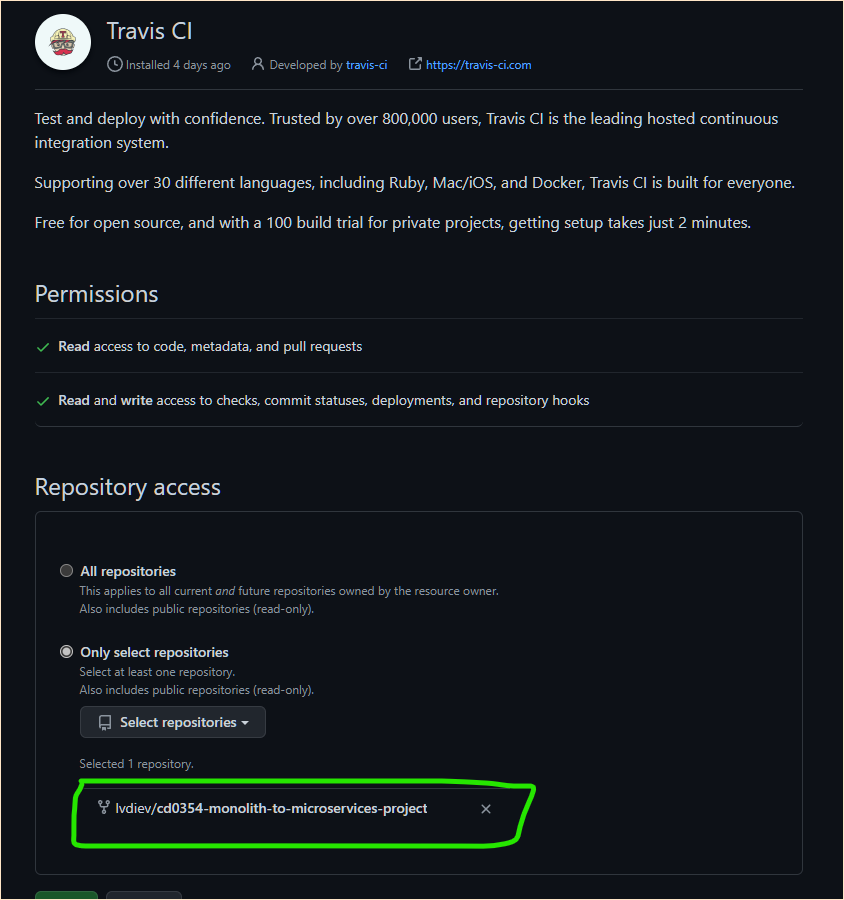 Travis CI
Installed 4 days ago Developed by travis-ci https://travis-ci.com
Test and deploy with confidence. Trusted by over 800,000 users, Travis CI is the leading hosted continuous
integration system.
Supporting over 30 different languages, including Ruby, Mac/iOS, and Docker, Travis CI is built for everyone.
Free for open source, and with a 100 build trial for private projects, getting setup takes just 2 minutes.
Permissions
Read access to code, metadata, and pull requests
Read and write access to checks, commit statuses, deployments, and repository hooks
Repository access
All repositories
This applies to all current and future repositories owned by the resource owner.
Also includes public repositories (read-only).
Only select repositories
Select at least one repository.
Also includes public repositories (read-only).
Select repositories
Selected 1 repository.
lvdiev/cd0354-monolith-to-microservices-project